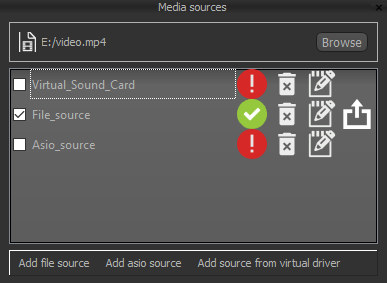 Media sources
E:/video.mp4
Browse
Virtual_Sound_Card
File_source
Asio_source
Add file source Add asio source Add source from virtual driver